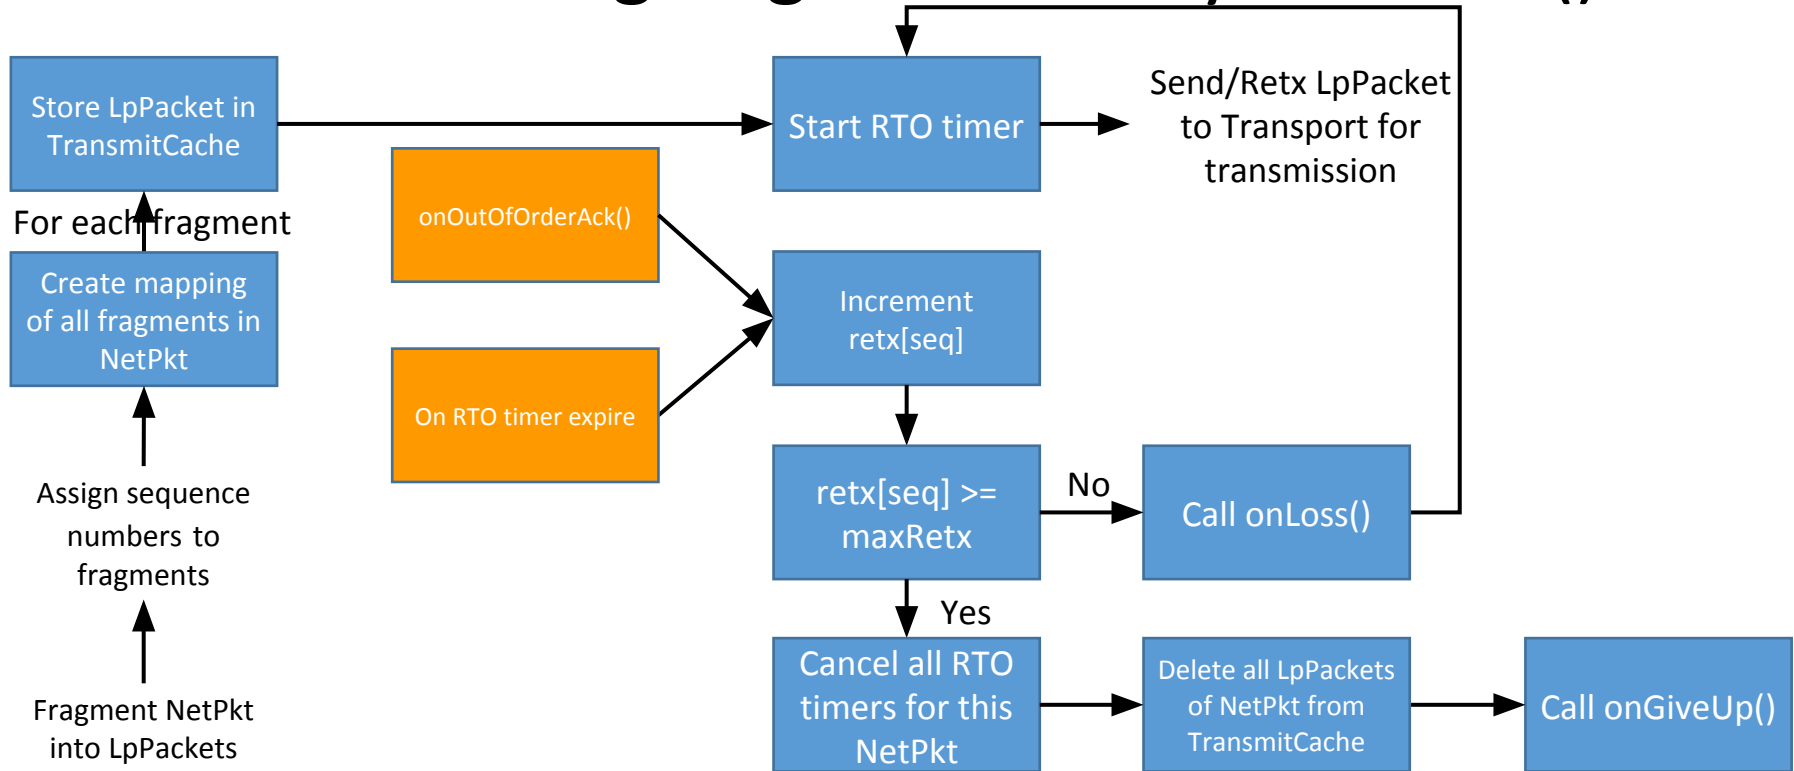 Store LpPacket in
TransmitCache
For each fragment
Create mapping
of all fragments in
NetPkt
Assign sequence
numbers to
fragments
Fragment NetPkt
into LpPackets
onOutOfOrderAck()
On RTO timer expire
Start RTO timer
Send/Retx LpPacket
to Transport for
transmission
Increment
retx[seq]
retx[seq] >=
maxRetx
No
Call onLoss()
Yes
Cancel all RTO
timers for this
NetPkt
Delete all LpPackets
of NetPkt from
TransmitCache
Call onGiveUp()